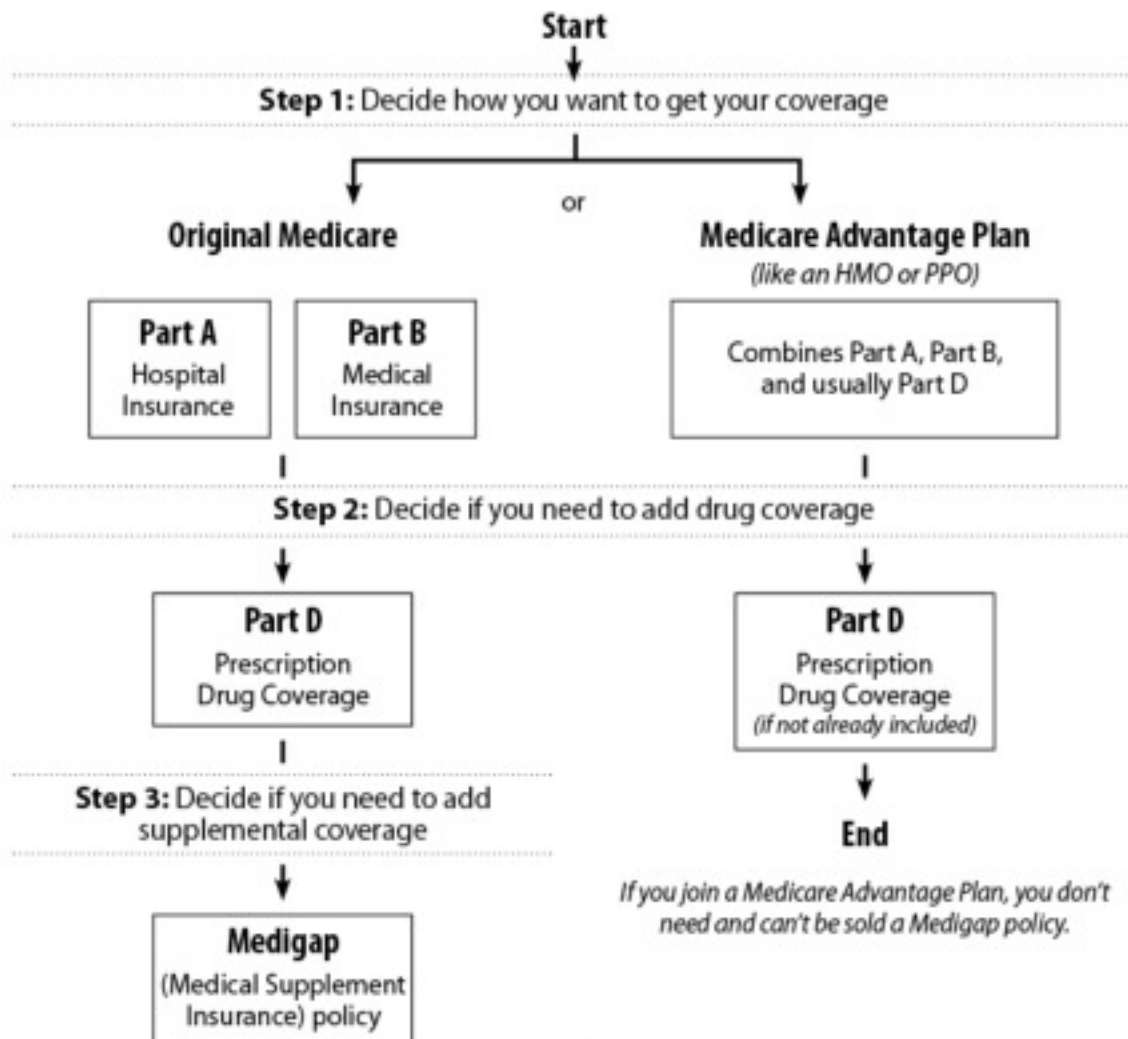 Start
Step 1: Decide how you want to get your coverage
or
Original Medicare
Medicare Advantage Plan
(like an HMO or PPO)
Part A
Hospital
Insurance
Part B
Medical
Insurance
Combines Part A, Part B,
and usually Part D
Step 2: Decide if you need to add drug coverage
Part D
Prescription
Drug Coverage
Part D
Prescription
Drug Coverage
(if not already included)
Step 3: Decide if you need to add
supplemental coverage
End
If you join a Medicare Advantage Plan, you don't
need and can't be sold a Medigap policy.
Medigap
(Medical Supplement
Insurance) policy